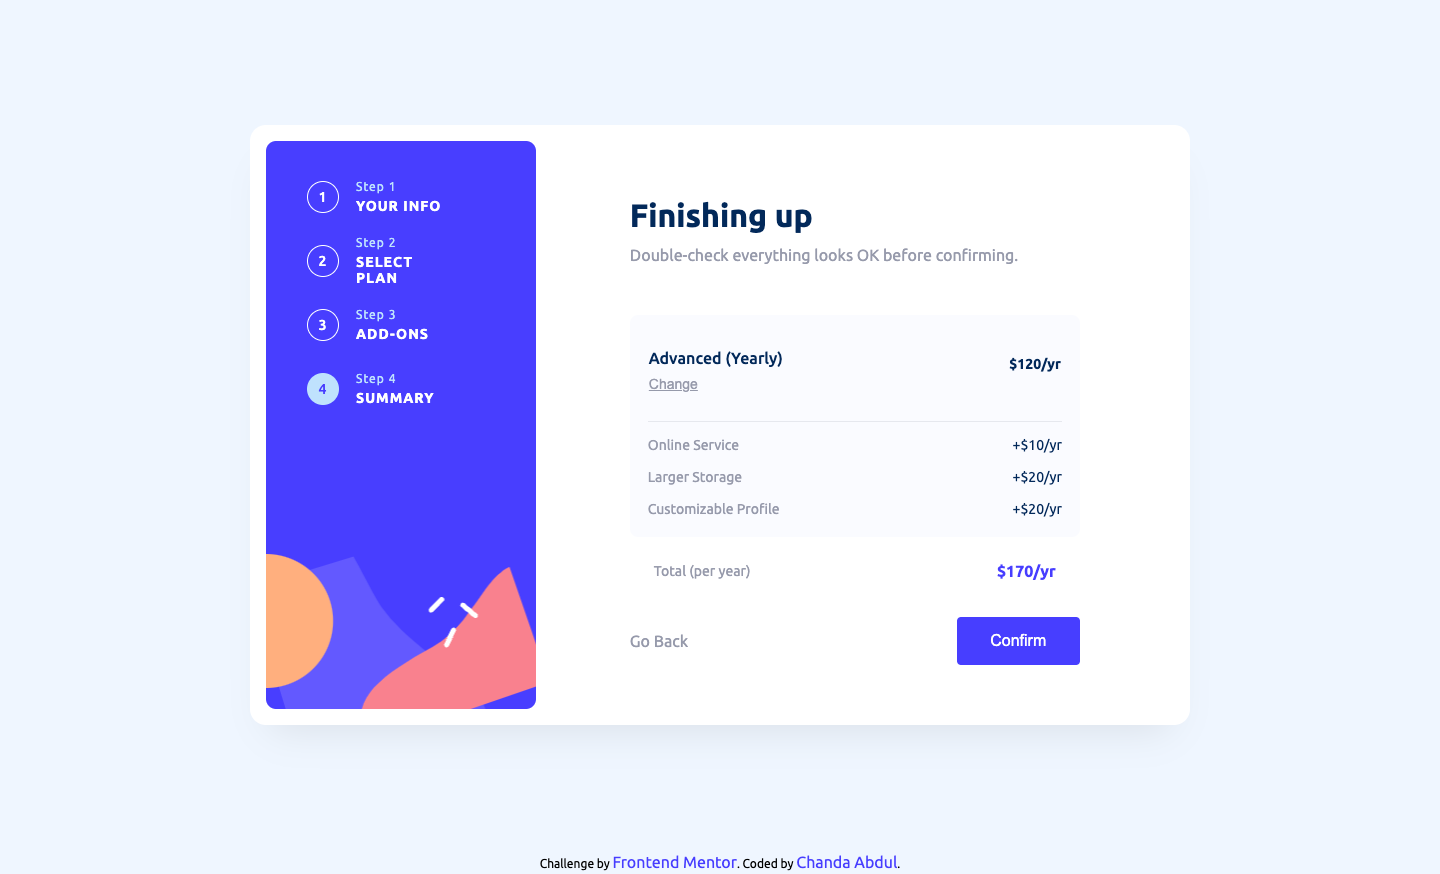 1
Step 1
YOUR INFO
2
Step 2
SELECT
PLAN
3
Step 3
ADD-ONS
4
Step 4
SUMMARY
Finishing up
Double-check everything looks OK before confirming.
Advanced (Yearly)
$120/yr
Change
Online Service
+$10/yr
Larger Storage
+$20/yr
Customizable Profile
+$20/yr
Total (per year)
$170/yr
Go Back
Confirm
Challenge by Frontend Mentor. Coded by Chanda Abdul.